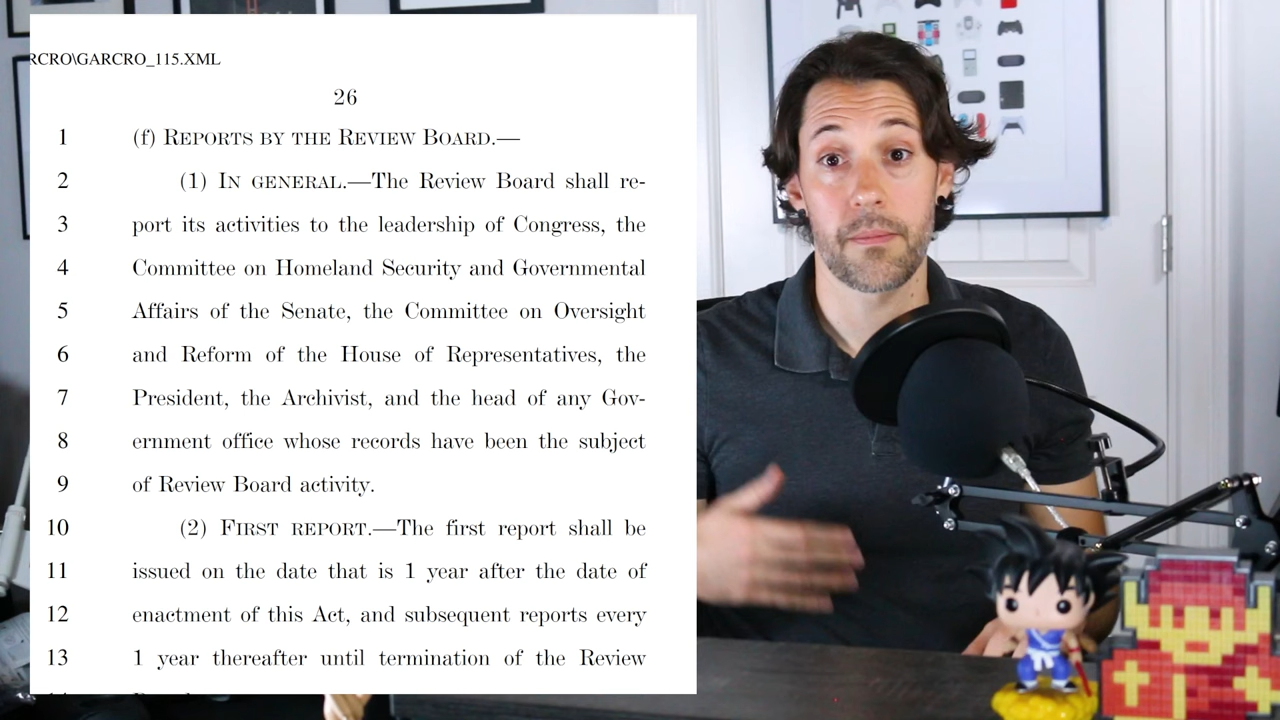 RCRO\GARCRO_115.XML
26
1 (f) REPORTS BY THE REVIEW BOARD.—
2 (1) IN GENERAL.—The Review Board shall re-
3 port its activities to the leadership of Congress, the
4 Committee on Homeland Security and Governmental
5 Affairs of the Senate, the Committee on Oversight
6 and Reform of the House of Representatives, the
7 President, the Archivist, and the head of any Gov-
8 ernment office whose records have been the subject
9 of Review Board activity.
10 (2) FIRST REPORT.—The first report shall be
11 issued on the date that is 1 year after the date of
12 enactment of this Act, and subsequent reports every
13 1 year thereafter until termination of the Review